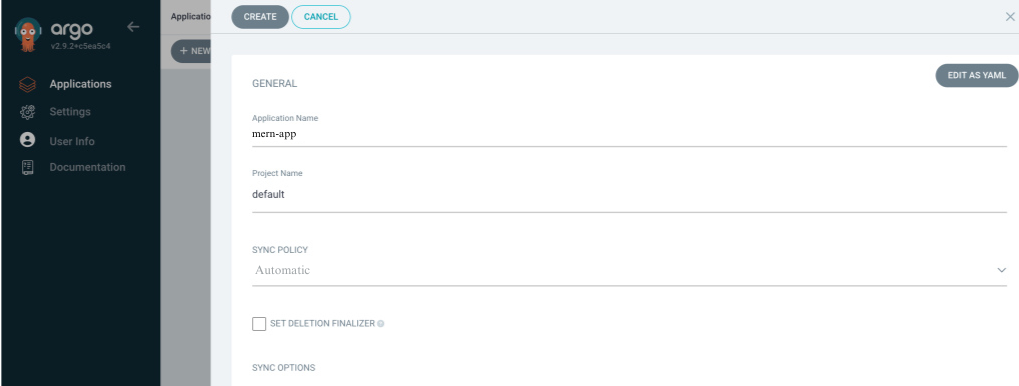 argo
v2.9.2+c5ea5c4
Applications
Settings
User Info
Documentation
Applicatio
+ NEW
CREATE
CANCEL
EDIT AS YAML
GENERAL
Application Name
mern-app
Project Name
default
SYNC POLICY
Automatic
SET DELETION FINALIZER
SYNC OPTIONS